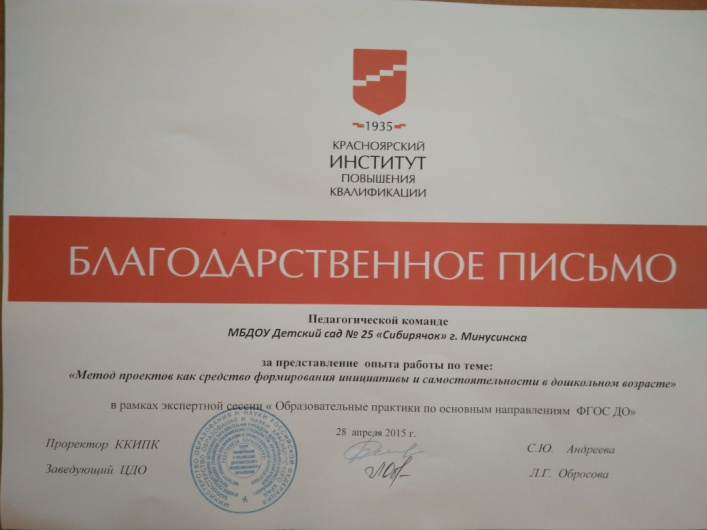 1935
КРАСНОЯРСКИЙ
ИНСТИТУТ
ПОВЫШЕНИЯ
КВАЛИФИКАЦИИ
БЛАГОДАРСТВЕННОЕ ПИСЬМО
Педагогической команде
МБДОУ Детский сад № 25 «Сибирячок» г. Минусинска
за представление опыта работы по теме:
«Метод проектов как средство формирования инициативы и самостоятельности в дошкольном возрасте»
в рамках экспертной сессии « Образовательные практики по основным направлениям ФГОС ДО»
28 апреля 2015 г.
Проректор ККИПК С.Ю. Андреева
Заведующий ЦДО Л.Г. Обросова